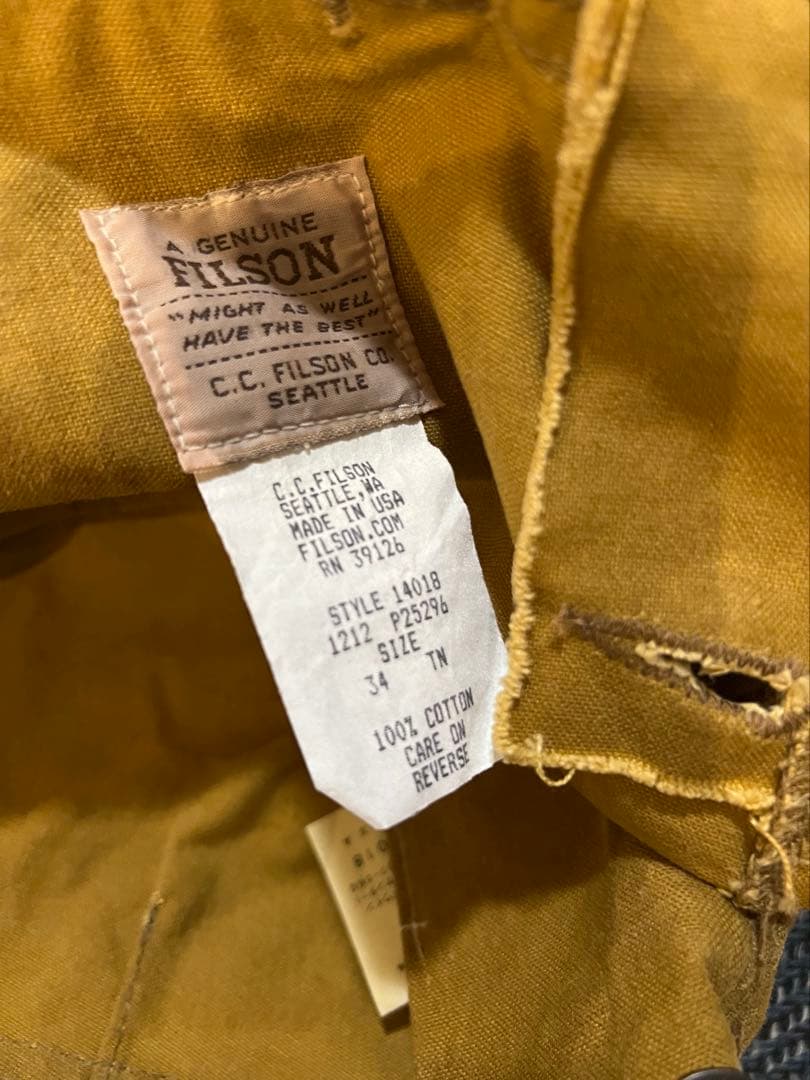 A GENUINE
FILSON
"MIGHT AS WELL
HAVE THE BEST"
C.C. FILSON CO.
SEATTLE
C.C.FILSON
SEATTLE,WA
MADE IN USA
FILSON.COM
RN 39126
STYLE 14018
1212 P25296
SIZE
34 TN
100% COTTON
CARE ON
REVERSE